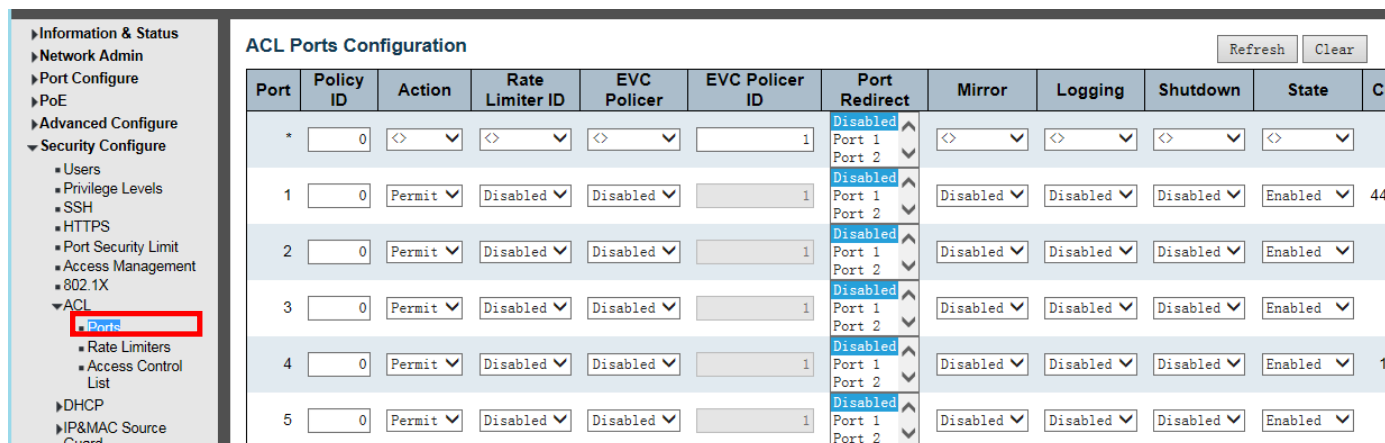 Information & Status
Network Admin
Port Configure
PoE
Advanced Configure
Security Configure
Users
Privilege Levels
SSH
HTTPS
Port Security Limit
Access Management
802.1X
ACL
Ports
Rate Limiters
Access Control
List
DHCP
IP&MAC Source
Guard
ACL Ports Configuration
Refresh Clear
Port Policy ID Action Rate Limiter ID EVC Policer EVC Policer ID Port Redirect Mirror Logging Shutdown State C
* 0 <> <> <> 1 Disabled Port 1 Port 2 <> <> <> <>
1 0 Permit Disabled Disabled 1 Disabled Port 1 Port 2 Disabled Disabled Disabled Enabled 44
2 0 Permit Disabled Disabled 1 Disabled Port 1 Port 2 Disabled Disabled Disabled Enabled
3 0 Permit Disabled Disabled 1 Disabled Port 1 Port 2 Disabled Disabled Disabled Enabled
4 0 Permit Disabled Disabled 1 Disabled Port 1 Port 2 Disabled Disabled Disabled Enabled 1
5 0 Permit Disabled Disabled 1 Disabled Port 1 Port 2 Disabled Disabled Disabled Enabled